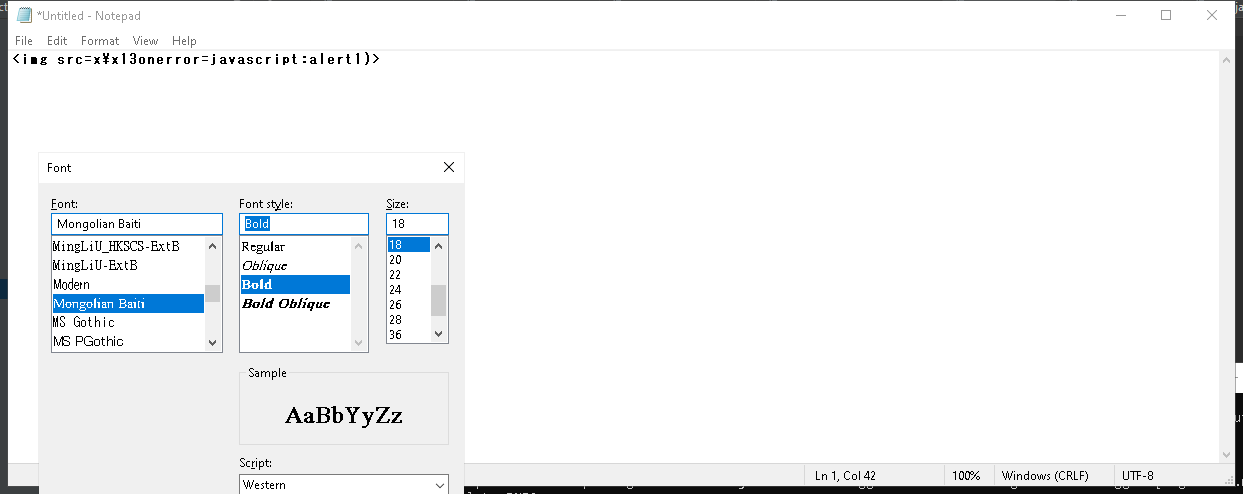 *Untitled - Notepad
File Edit Format View Help
<img src=x¥x13onerror=javascript:alert1)>
Font
Font: Font style: Size:
Mongolian Baiti Bold 18
MingLiU_HKSCS-ExtB Regular 18
MingLiU-ExtB Oblique 20
Modern Bold 22
Mongolian Baiti Bold Oblique 24
MS Gothic 26
MS PGothic 28
36
Sample
AaBbYyZz
Script:
Western
Ln 1, Col 42 100% Windows (CRLF) UTF-8